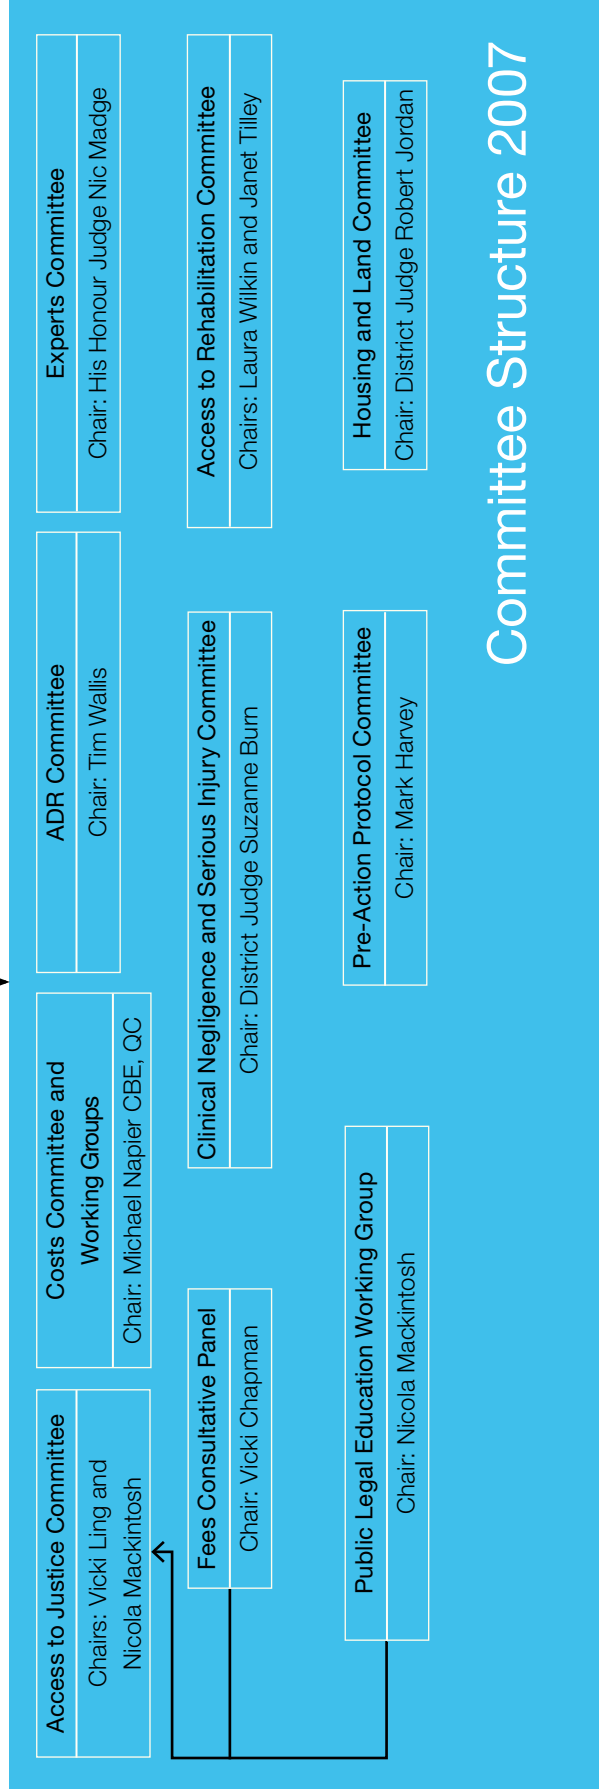 Access to Justice Committee
Chairs: Vicki Ling and
Nicola Mackintosh
Costs Committee and
Working Groups
Chair: Michael Napier CBE, QC
ADR Committee
Chair: Tim Wallis
Experts Committee
Chair: His Honour Judge Nic Madge
Fees Consultative Panel
Chair: Vicki Chapman
Clinical Negligence and Serious Injury Committee
Chair: District Judge Suzanne Burn
Access to Rehabilitation Committee
Chairs: Laura Wilkin and Janet Tilley
Public Legal Education Working Group
Chair: Nicola Mackintosh
Pre-Action Protocol Committee
Chair: Mark Harvey
Housing and Land Committee
Chair: District Judge Robert Jordan
Committee Structure 2007